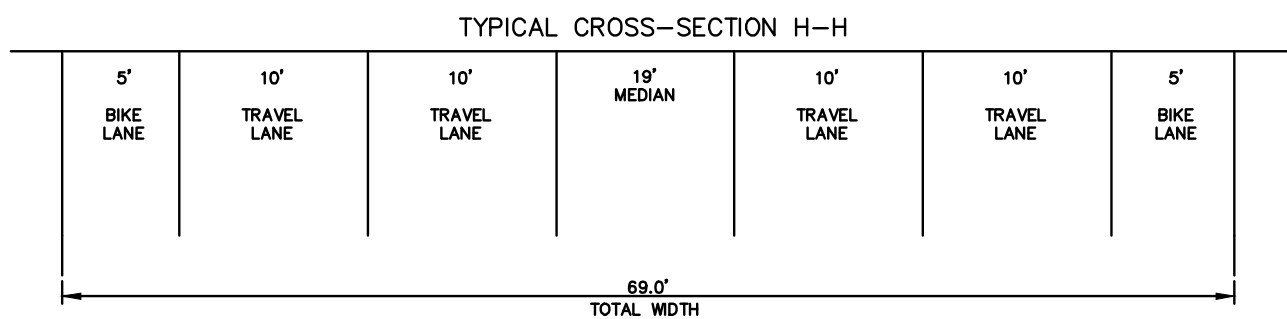 TYPICAL CROSS-SECTION H-H
5' 10' 10' 19' 10' 10' 5'
MEDIAN
BIKE TRAVEL TRAVEL TRAVEL TRAVEL BIKE
LANE LANE LANE LANE LANE LANE
69.0'
TOTAL WIDTH